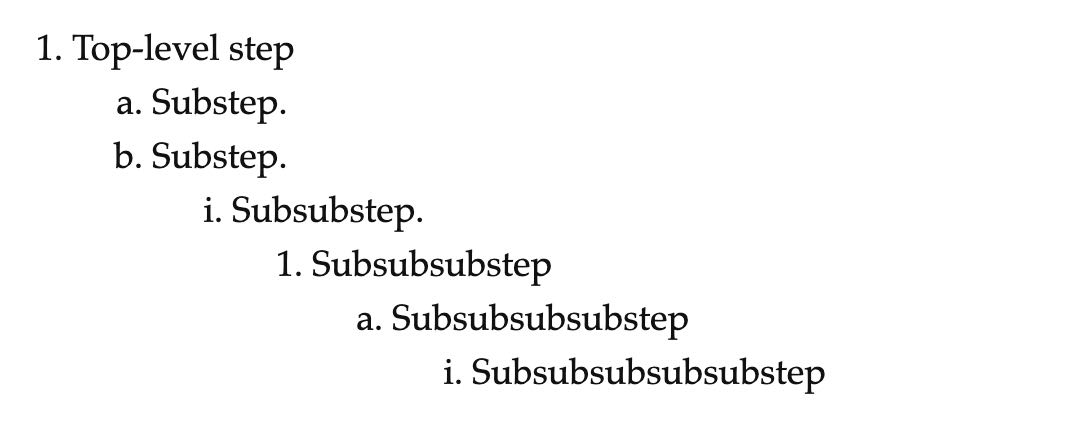 1. Top-level step
a. Substep.
b. Substep.
i. Subsubstep.
1. Subsubsubstep
a. Subsubsubsubstep
i. Subsubsubsubsubstep